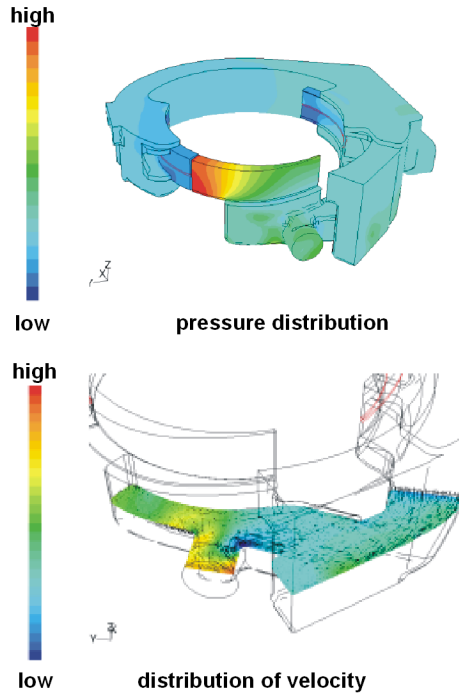 high
Z
X
low
pressure distribution
high
Y
low
distribution of velocity